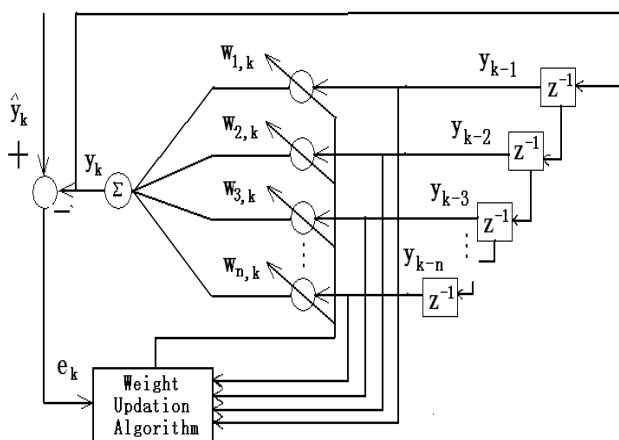 W1,k
yk-1
z-1
ŷk
+
W2,k
yk-2
z-1
yk
Σ
-
W3,k
yk-3
z-1
Wn,k
yk-n
z-1
ek
Weight
Updation
Algorithm